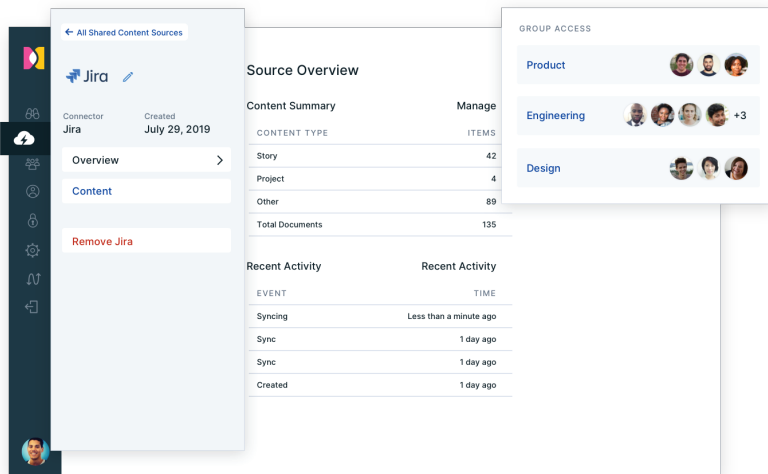 ← All Shared Content Sources
Jira
Connector Created
Jira July 29, 2019
Overview
Content
Remove Jira
Source Overview
Content Summary Manage
CONTENT TYPE ITEMS
Story 42
Project 4
Other 89
Total Documents 135
Recent Activity Recent Activity
EVENT TIME
Syncing Less than a minute ago
Sync 1 day ago
Sync 1 day ago
Created 1 day ago
GROUP ACCESS
Product
Engineering +3
Design